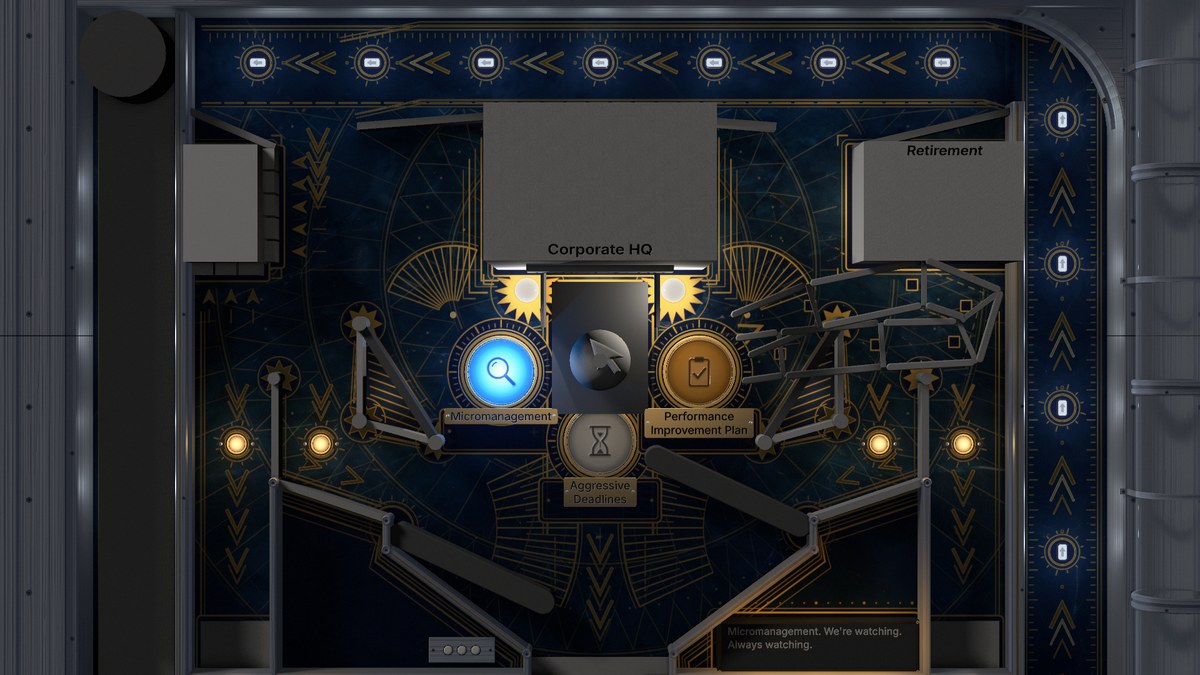 Retirement
Corporate HQ
Micromanagement
Performance
Improvement Plan
Aggressive
Deadlines
Micromanagement. We're watching.
Always watching.